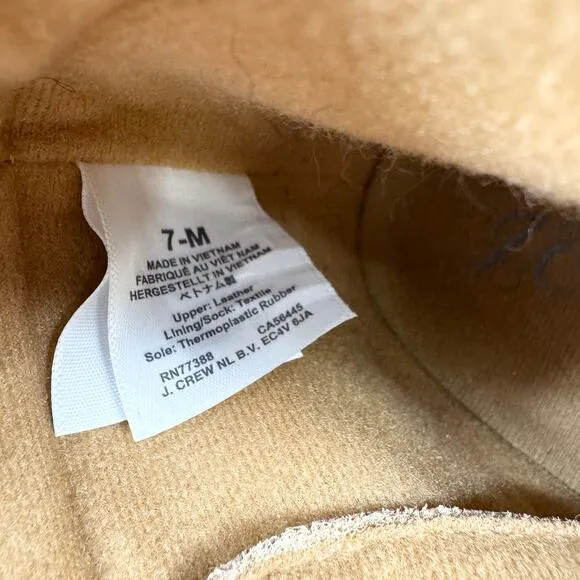 7-M
MADE IN VIETNAM
FABRIQUÉ AU VIÊT NAM
HERGESTELLT IN VIETNAM
ベトナム製
Upper: Leather
Lining/Sock: Textile
Sole: Thermoplastic Rubber
RN77388 CA56445
J. CREW NL B.V. EC4V 6JA